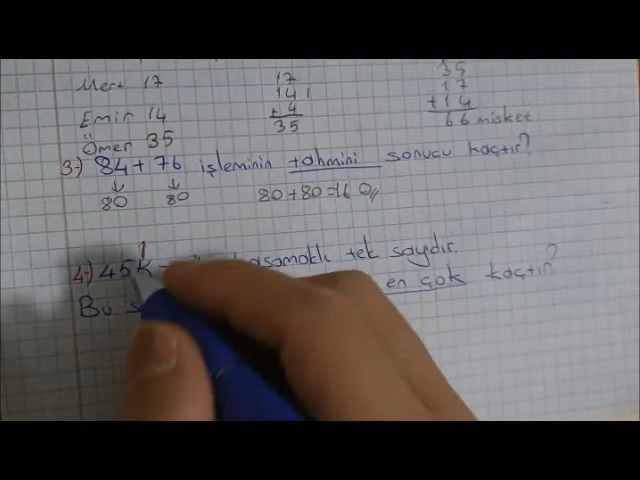 Mert 17
Emir 14
Ömer 35
17
141
+ 4
35
35
17
+14
66 misket
3) 84+76 işleminin tahmini sonucu kaçtır?
80 80 80+80=160
4) 45k basamaklı tek sayıdır
Bu en çok kaçtır?